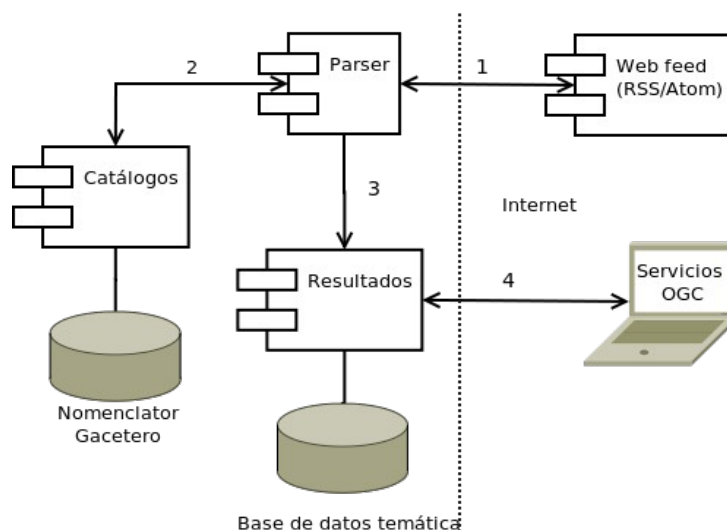 2
Parser
1
Web feed
(RSS/Atom)
Catálogos
3
Internet
Resultados
4
Servicios
OGC
Nomenclator
Gacetero
Base de datos temática